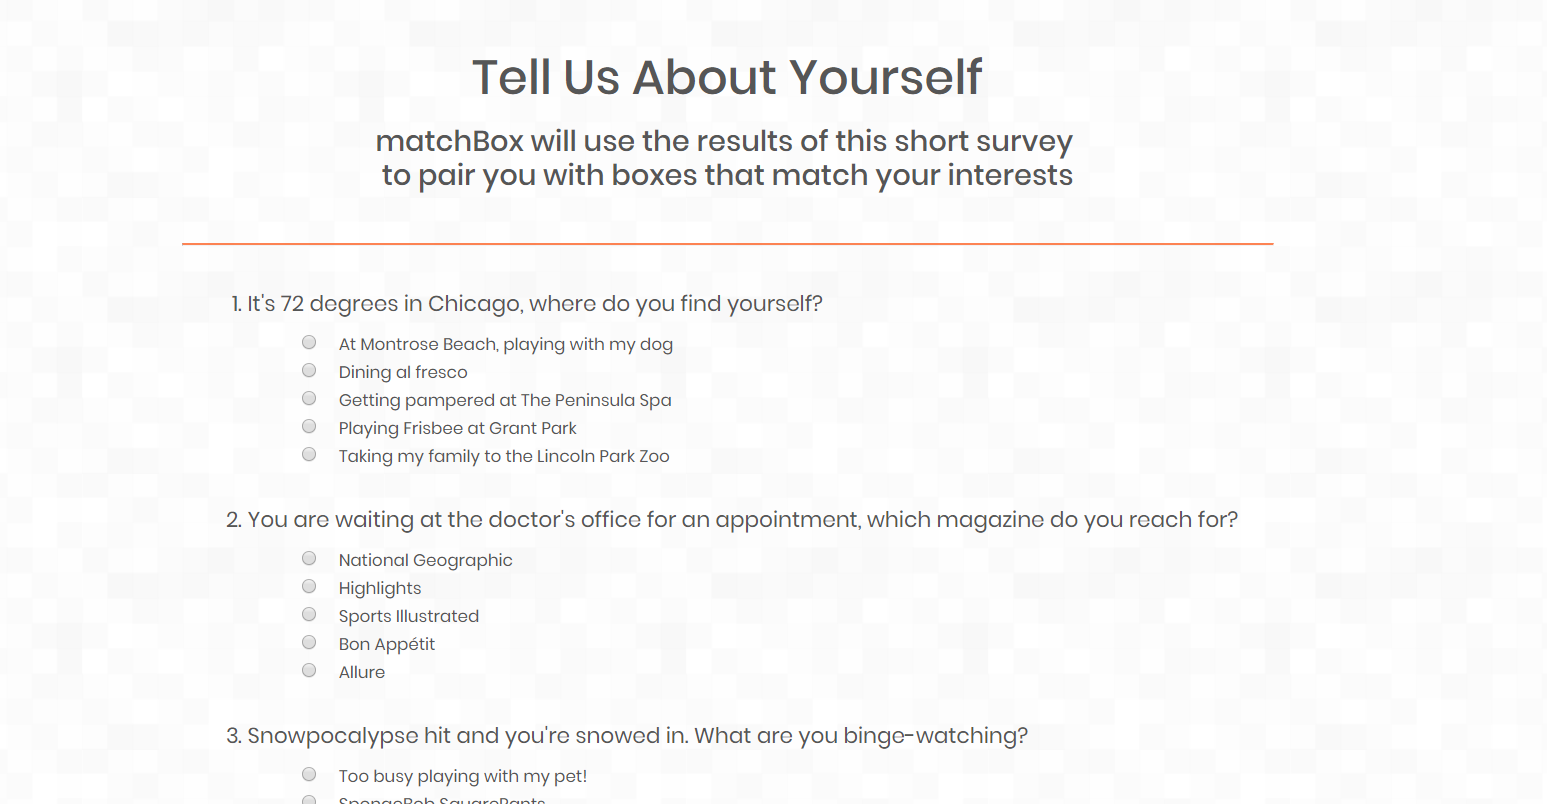 Tell Us About Yourself
matchBox will use the results of this short survey
to pair you with boxes that match your interests
1. It's 72 degrees in Chicago, where do you find yourself?
At Montrose Beach, playing with my dog
Dining al fresco
Getting pampered at The Peninsula Spa
Playing Frisbee at Grant Park
Taking my family to the Lincoln Park Zoo
2. You are waiting at the doctor's office for an appointment, which magazine do you reach for?
National Geographic
Highlights
Sports Illustrated
Bon Appétit
Allure
3. Snowpocalypse hit and you're snowed in. What are you binge-watching?
Too busy playing with my pet!
SpongeBob SquarePants